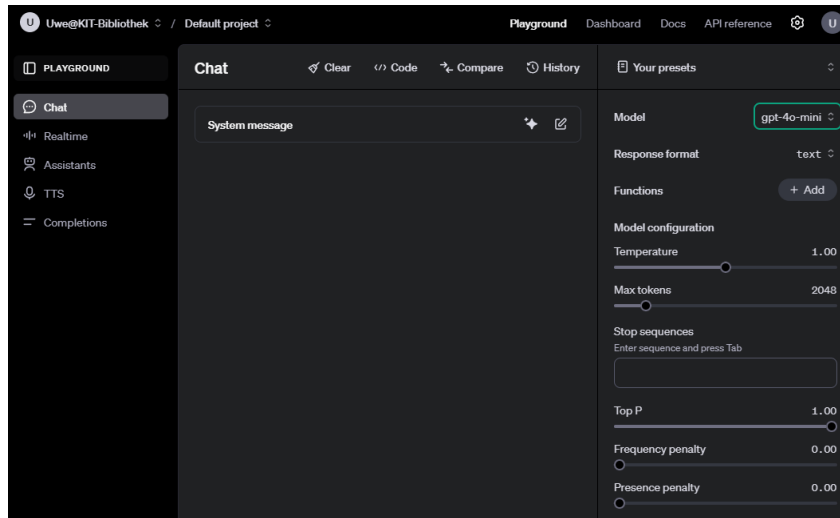 U Uwe@KIT-Bibliothek / Default project Playground Dashboard Docs API reference U
PLAYGROUND
Chat
Realtime
Assistants
TTS
Completions
Chat Clear </> Code Compare History
System message
Your presets
Model gpt-4o-mini
Response format text
Functions + Add
Model configuration
Temperature 1.00
Max tokens 2048
Stop sequences
Enter sequence and press Tab
Top P 1.00
Frequency penalty 0.00
Presence penalty 0.00